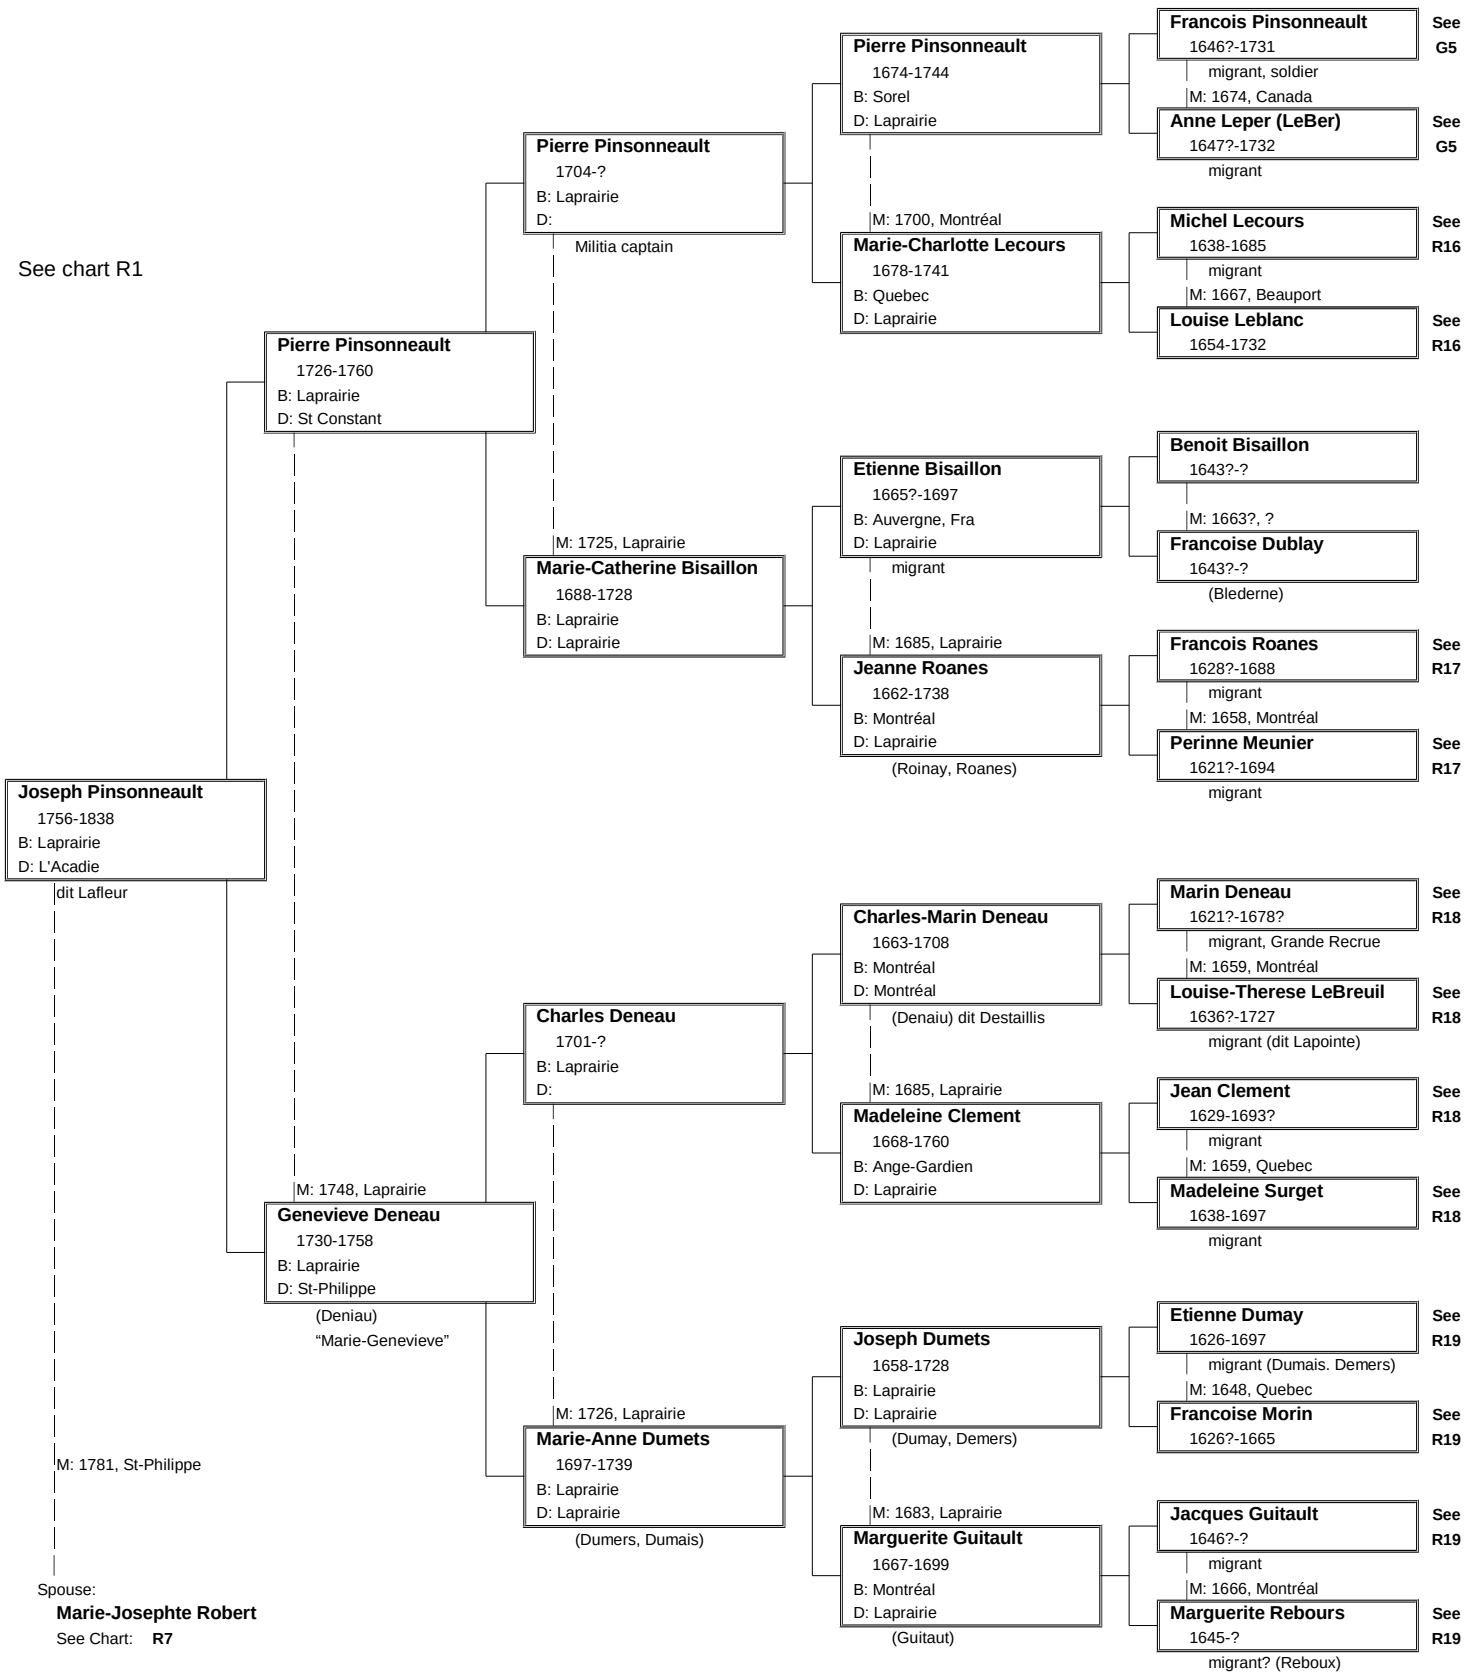 See chart R1
Joseph Pinsonneault
1756-1838
B: Laprairie
D: L'Acadie
dit Lafleur
M: 1781, St-Philippe
Spouse:
Marie-Josephte Robert
See Chart: R7
Pierre Pinsonneault
1726-1760
B: Laprairie
D: St Constant
M: 1748, Laprairie
Genevieve Deneau
1730-1758
B: Laprairie
D: St-Philippe
(Deniau)
“Marie-Genevieve”
Pierre Pinsonneault
1704-?
B: Laprairie
D:
Militia captain
M: 1725, Laprairie
Marie-Catherine Bisaillon
1688-1728
B: Laprairie
D: Laprairie
Charles Deneau
1701-?
B: Laprairie
D:
M: 1726, Laprairie
Marie-Anne Dumets
1697-1739
B: Laprairie
D: Laprairie
(Dumers, Dumais)
Pierre Pinsonneault
1674-1744
B: Sorel
D: Laprairie
M: 1700, Montréal
Marie-Charlotte Lecours
1678-1741
B: Quebec
D: Laprairie
Etienne Bisaillon
1665?-1697
B: Auvergne, Fra
D: Laprairie
migrant
M: 1685, Laprairie
Jeanne Roanes
1662-1738
B: Montréal
D: Laprairie
(Roinay, Roanes)
Charles-Marin Deneau
1663-1708
B: Montréal
D: Montréal
(Denaiu) dit Destaillis
M: 1685, Laprairie
Madeleine Clement
1668-1760
B: Ange-Gardien
D: Laprairie
Joseph Dumets
1658-1728
B: Laprairie
D: Laprairie
(Dumay, Demers)
M: 1683, Laprairie
Marguerite Guitault
1667-1699
B: Montréal
D: Laprairie
(Guitaut)
Francois Pinsonneault See
1646?-1731 G5
migrant, soldier
M: 1674, Canada
Anne Leper (LeBer) See
1647?-1732 G5
migrant
Michel Lecours See
1638-1685 R16
migrant
M: 1667, Beauport
Louise Leblanc See
1654-1732 R16
Benoit Bisaillon
1643?-?
M: 1663?, ?
Francoise Dublay
1643?-?
(Blederne)
Francois Roanes See
1628?-1688 R17
migrant
M: 1658, Montréal
Perinne Meunier See
1621?-1694 R17
migrant
Marin Deneau See
1621?-1678? R18
migrant, Grande Recrue
M: 1659, Montréal
Louise-Therese LeBreuil See
1636?-1727 R18
migrant (dit Lapointe)
Jean Clement See
1629-1693? R18
migrant
M: 1659, Quebec
Madeleine Surget See
1638-1697 R18
migrant
Etienne Dumay See
1626-1697 R19
migrant (Dumais. Demers)
M: 1648, Quebec
Francoise Morin See
1626?-1665 R19
Jacques Guitault See
1646?-? R19
migrant
M: 1666, Montréal
Marguerite Rebours See
1645-? R19
migrant? (Reboux)